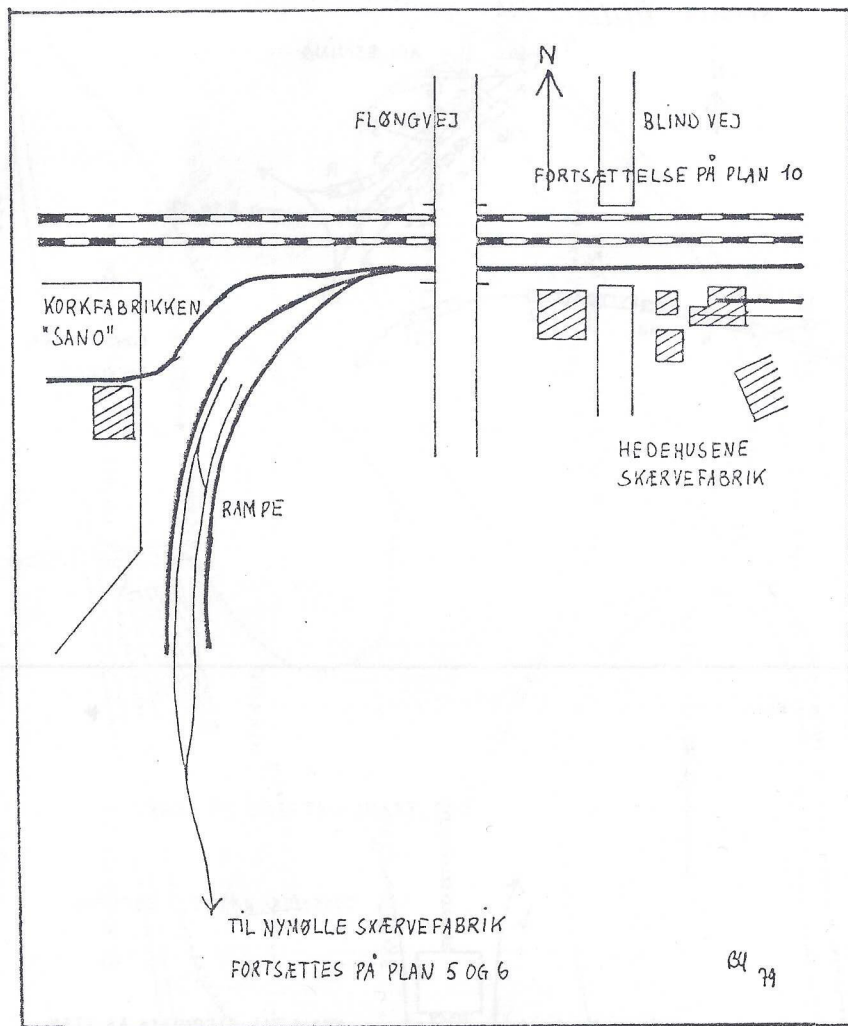 N
FLØNGVEJ
BLIND VEJ
FORTSÆTTELSE PÅ PLAN 10
KORKFABRIKKEN
"SANO"
HEDEHUSENE
SKÆRVEFABRIK
RAMPE
TIL NYMØLLE SKÆRVEFABRIK
FORTSÆTTES PÅ PLAN 5 OG 6
79